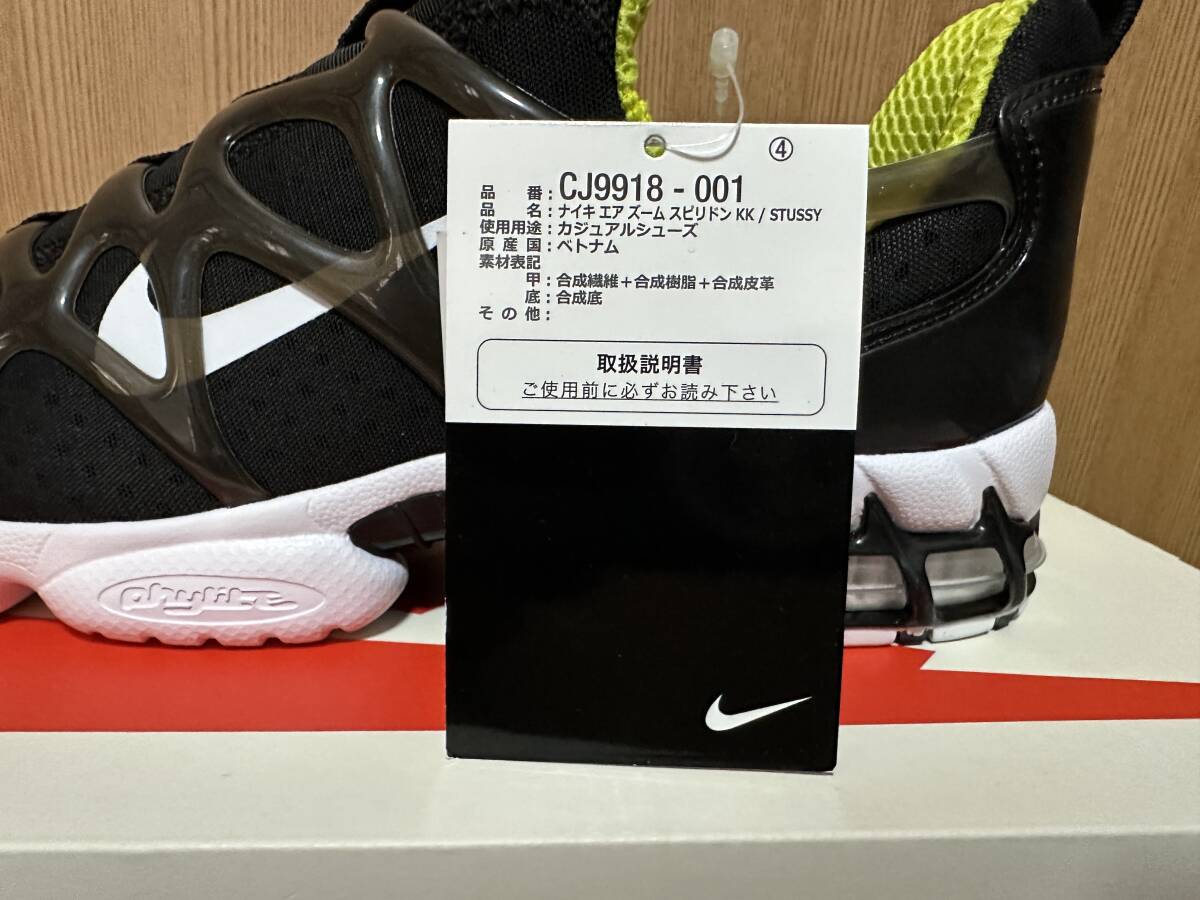 ④
品番：CJ9918 - 001
品名：ナイキ エア ズーム スピリドン KK / STUSSY
使用用途：カジュアルシューズ
原産国：ベトナム
素材表記
甲：合成繊維＋合成樹脂＋合成皮革
底：合成底
その他：
取扱説明書
ご使用前に必ずお読み下さい